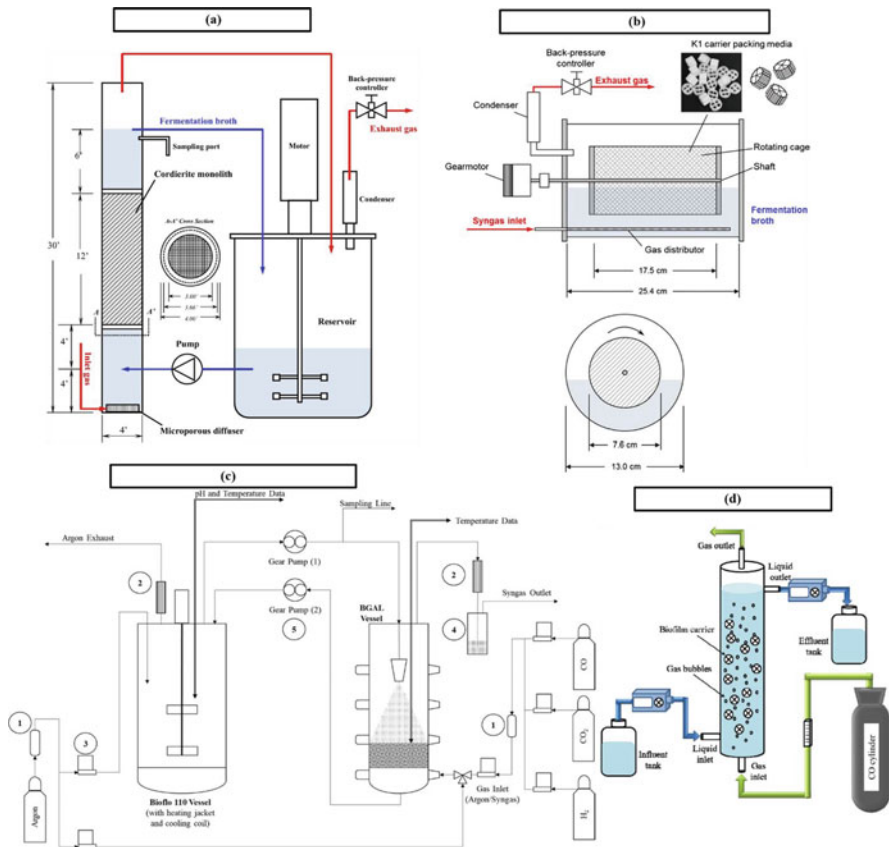 (a)
Back-pressure
controller
Exhaust gas
Fermentation broth
Sampling port
Motor
Condenser
6"
Cordierite monolith
A-A" Cross Section
30"
12"
3.00"
3.66"
4.00"
Reservoir
A
A"
4"
Pump
Inlet gas
4"
Microporous diffuser
4"
(b)
K1 carrier packing media
Back-pressure
controller
Exhaust gas
Condenser
Rotating cage
Gearmotor
Shaft
Syngas inlet
Fermentation
broth
Gas distributor
17.5 cm
25.4 cm
7.6 cm
13.0 cm
(c)
pH and Temperature Data
Sampling Line
Argon Exhaust
Temperature Data
Gear Pump (1)
2
2
Syngas Outlet
Gear Pump (2)
BGAL
Vessel
5
4
CO
1
1
CO2
3
Gas Inlet
(Argon/Syngas)
Bioflo 110 Vessel
(with heating jacket
and cooling coil)
Argon
H2
(d)
Gas outlet
Liquid
outlet
Biofilm carrier
Effluent
tank
Gas bubbles
Influent
tank
Liquid
inlet
Gas
inlet
CO cylinder